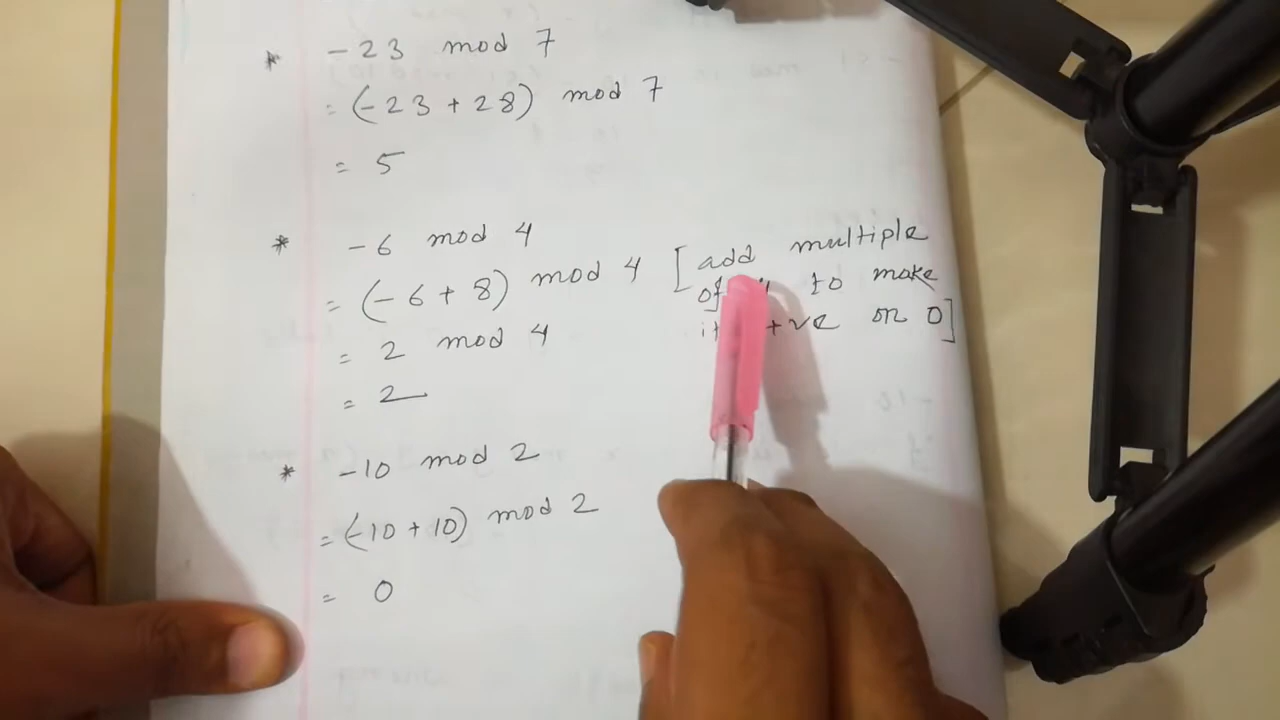 * -23 mod 7
= (-23 + 28) mod 7
= 5
* -6 mod 4
= (-6 + 8) mod 4 [add multiple
of to make
+ve or 0]
= 2 mod 4
= 2
* -10 mod 2
= (-10 + 10) mod 2
= 0